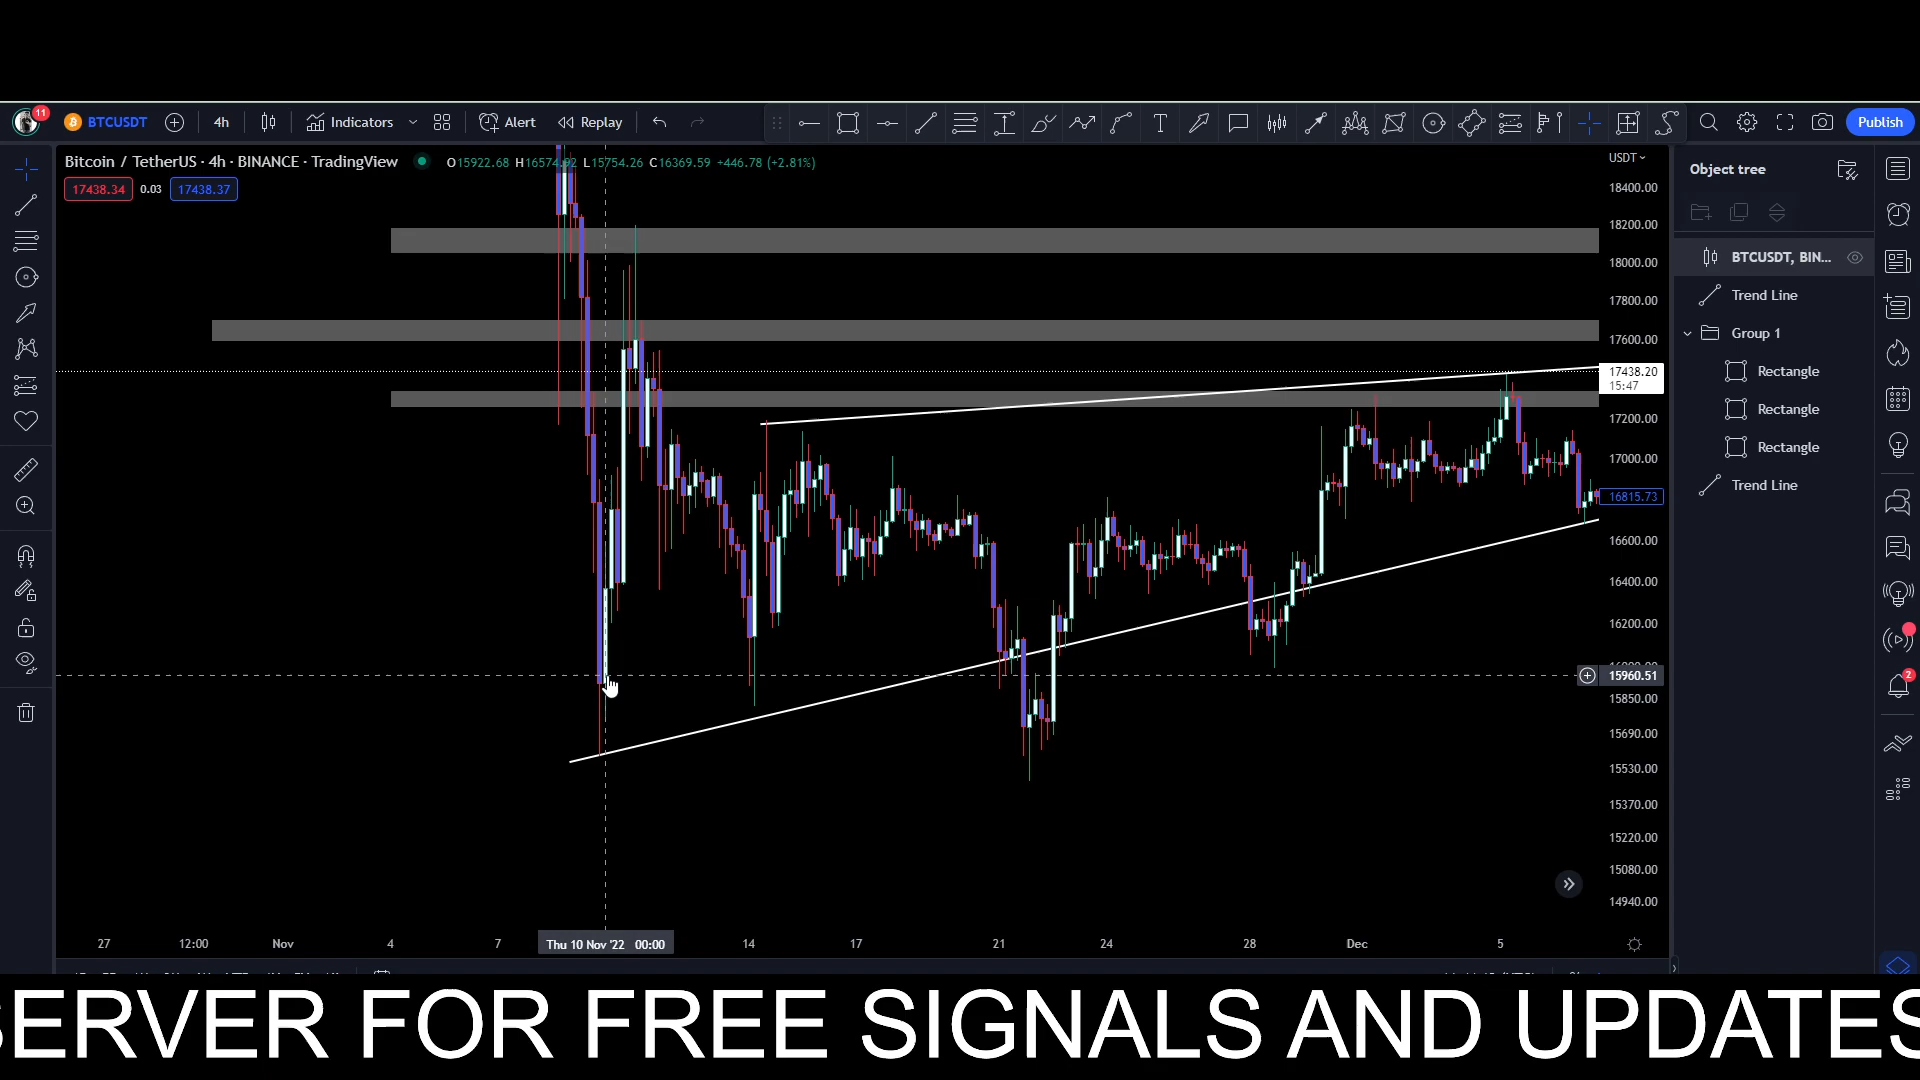 11
BTCUSDT 4h Indicators Alert Replay Publish
Bitcoin / TetherUS · 4h · BINANCE · TradingView O15922.68 H16574.92 L15754.26 C16369.59 +446.78 (+2.81%)
17438.34 0.03 17438.37
USDT
18400.00
18200.00
18000.00
17800.00
17600.00
17438.20
15:47
17200.00
17000.00
16815.73
16600.00
16400.00
16200.00
15960.51
15850.00
15690.00
15530.00
15370.00
15220.00
15080.00
14940.00
27 12:00 Nov 4 7 Thu 10 Nov '22 00:00 14 17 21 24 28 Dec 5
Object tree
BTCUSDT, BIN...
Trend Line
Group 1
Rectangle
Rectangle
Rectangle
Trend Line
2
SERVER FOR FREE SIGNALS AND UPDATES